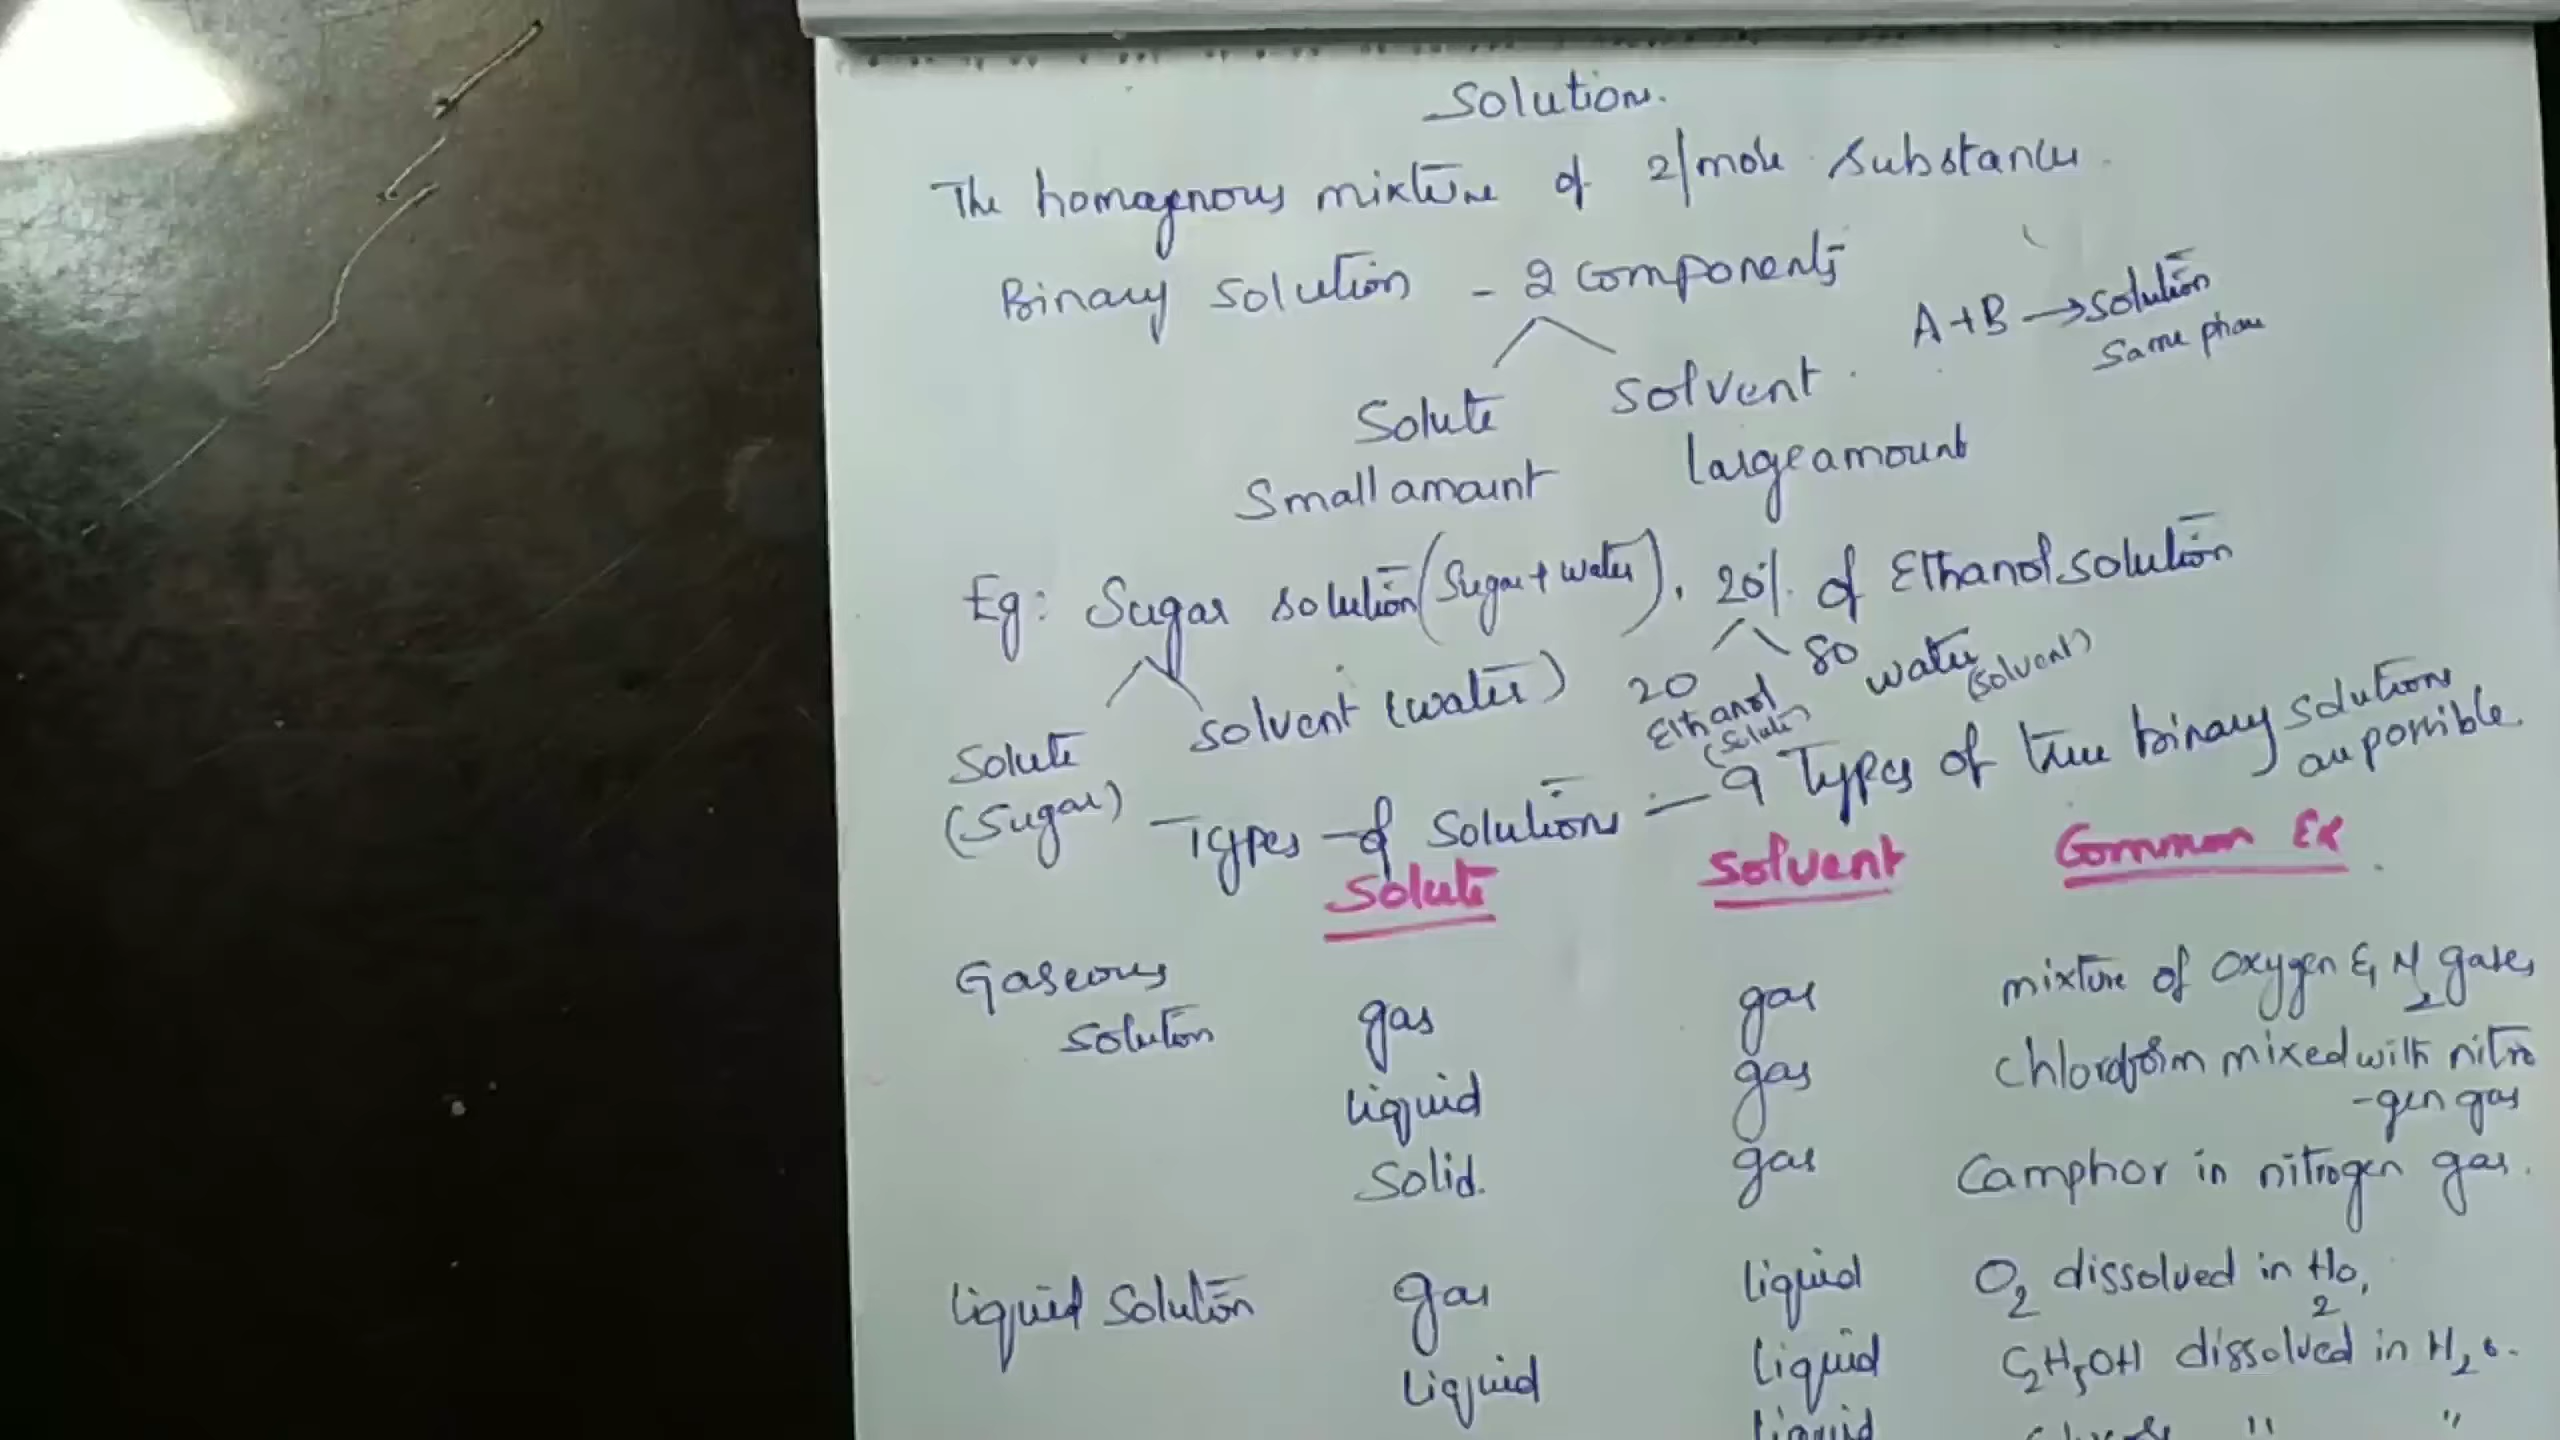 Solution.
The homogenous mixture of 2/more substances.
Binary solution - 2 components
A+B → solution
same phase
Solute solvent.
Small amount large amount
Eg: Sugar solution (Sugar + water), 20% of Ethanol solution
Solute (Sugar) solvent (water)
20 Ethanol (Solute) 80 water (solvent)
Types of solutions - 9 Types of true binary solutions are possible.
Solute Solvent Common Ex
Gaseous solution gas gas mixture of oxygen & N2 gases
liquid gas chloroform mixed with nitro-gen gas
Solid. gas Camphor in nitrogen gas.
liquid solution gas liquid O2 dissolved in H2O,
liquid liquid C2H5OH dissolved in H2O.
liquid " "